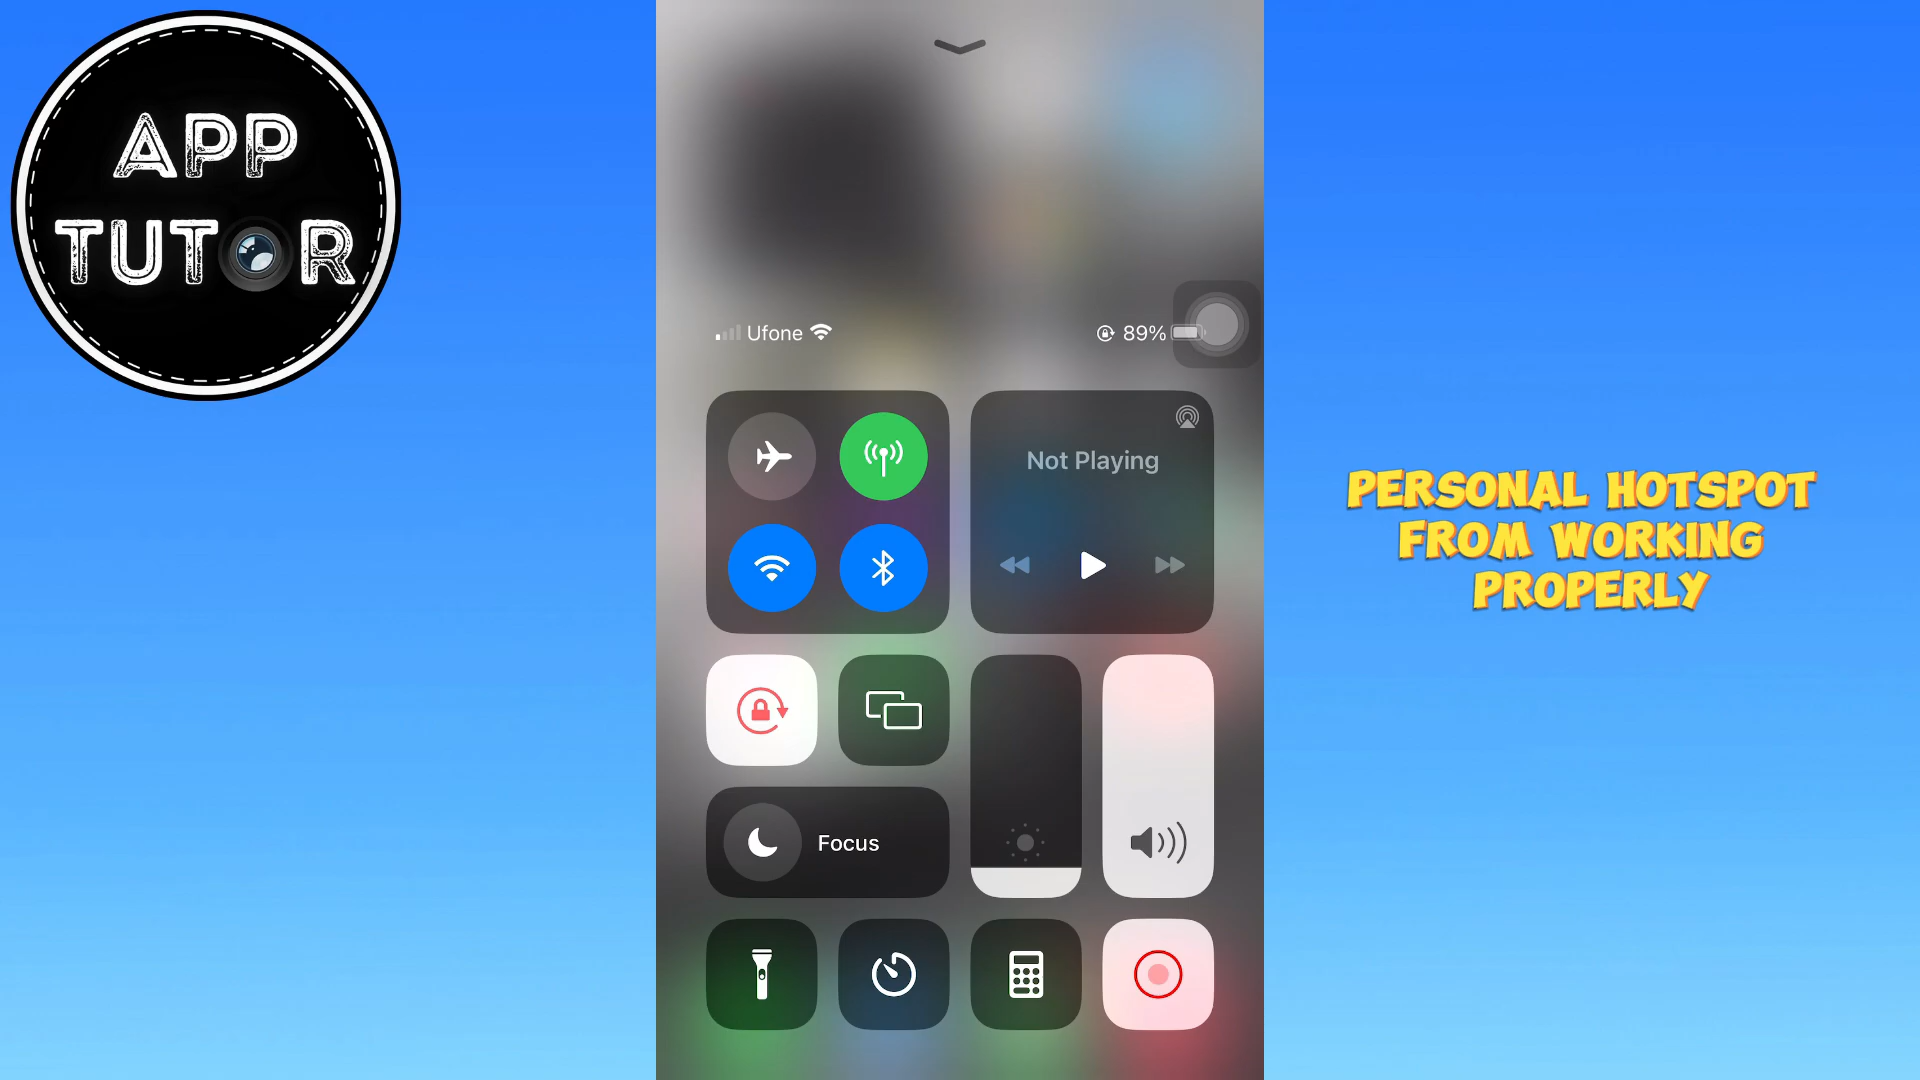 APP
TUTOR
Ufone
89%
Not Playing
Focus
PERSONAL HOTSPOT
FROM WORKING
PROPERLY